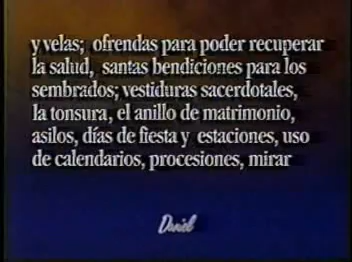 y velas; ofrendas para poder recuperar
la salud, santas bendiciones para los
sembrados; vestiduras sacerdotales,
la tonsura, el anillo de matrimonio,
asilos, días de fiesta y estaciones, uso
de calendarios, procesiones, mirar
Daniel